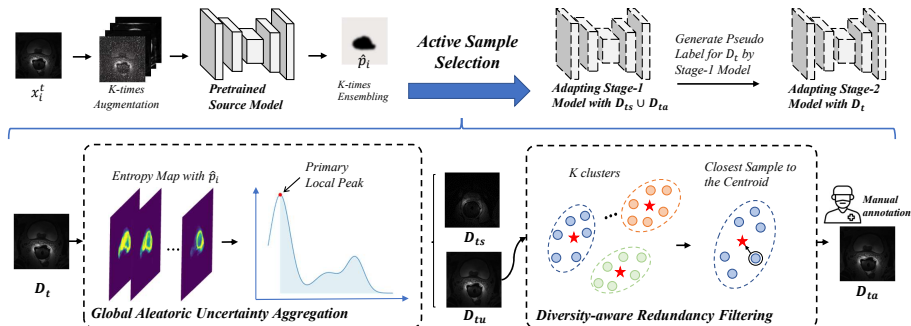 x_i^t
K-times
Augmentation
Pretrained
Source Model
p̂_i
K-times
Ensembling
Active Sample
Selection
Adapting Stage-1
Model with D_ts ∪ D_ta
Generate Pseudo
Label for D_t by
Stage-1 Model
Adapting Stage-2
Model with D_t
D_t
Entropy Map with p̂_i
...
Primary
Local Peak
Global Aleatoric Uncertainty Aggregation
D_ts
D_tu
K clusters
...
Closest Sample to
the Centroid
Diversity-aware Redundancy Filtering
Manual
annotation
D_ta